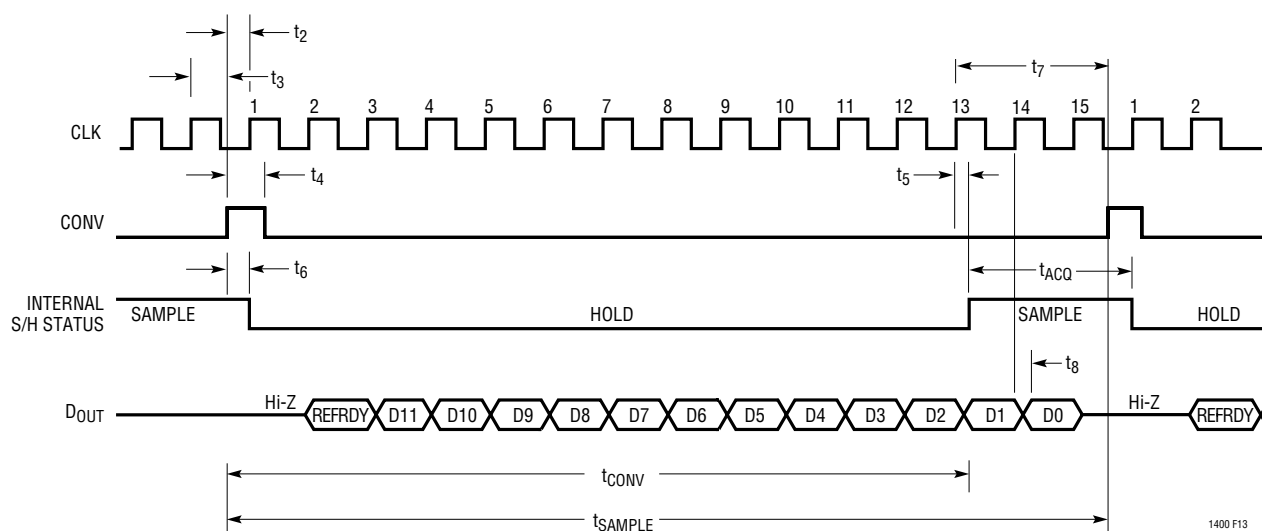 t2
t3
t7
1 2 3 4 5 6 7 8 9 10 11 12 13 14 15 1 2
CLK
t4
t5
CONV
t6
tACQ
INTERNAL
S/H STATUS
SAMPLE HOLD SAMPLE HOLD
t8
DOUT
Hi-Z REFRDY D11 D10 D9 D8 D7 D6 D5 D4 D3 D2 D1 D0 Hi-Z REFRDY
tCONV
tSAMPLE
1400 F13